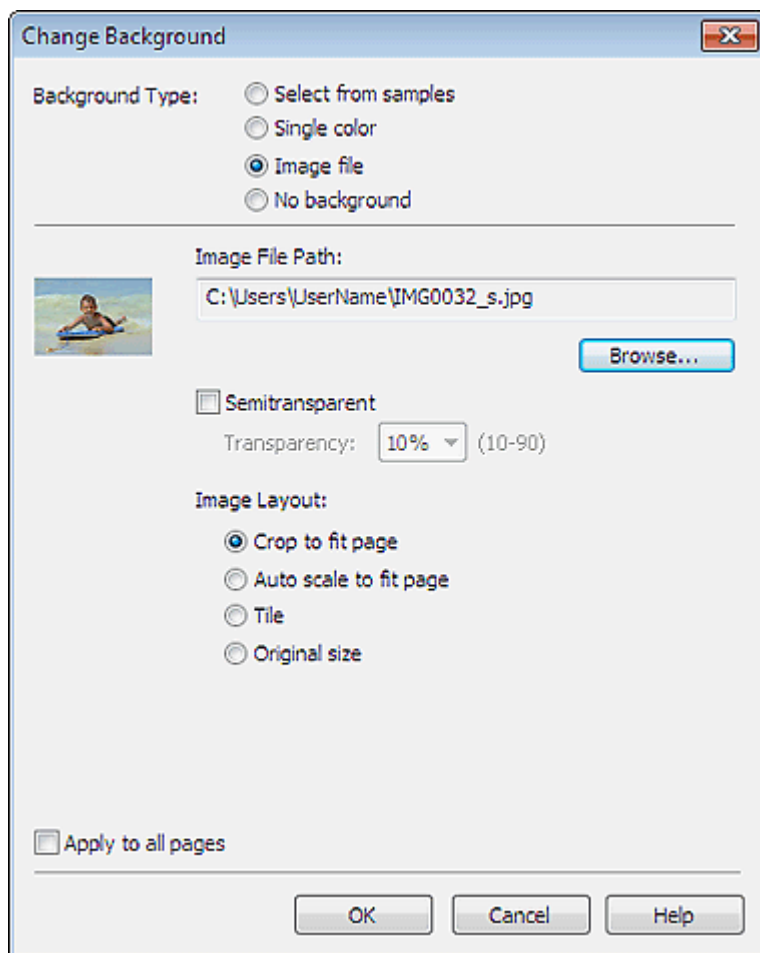 Change Background
Background Type:
Select from samples
Single color
Image file
No background
Image File Path:
C:\Users\UserName\IMG0032_s.jpg
Browse...
Semitransparent
Transparency: 10% (10-90)
Image Layout:
Crop to fit page
Auto scale to fit page
Tile
Original size
Apply to all pages
OK Cancel Help